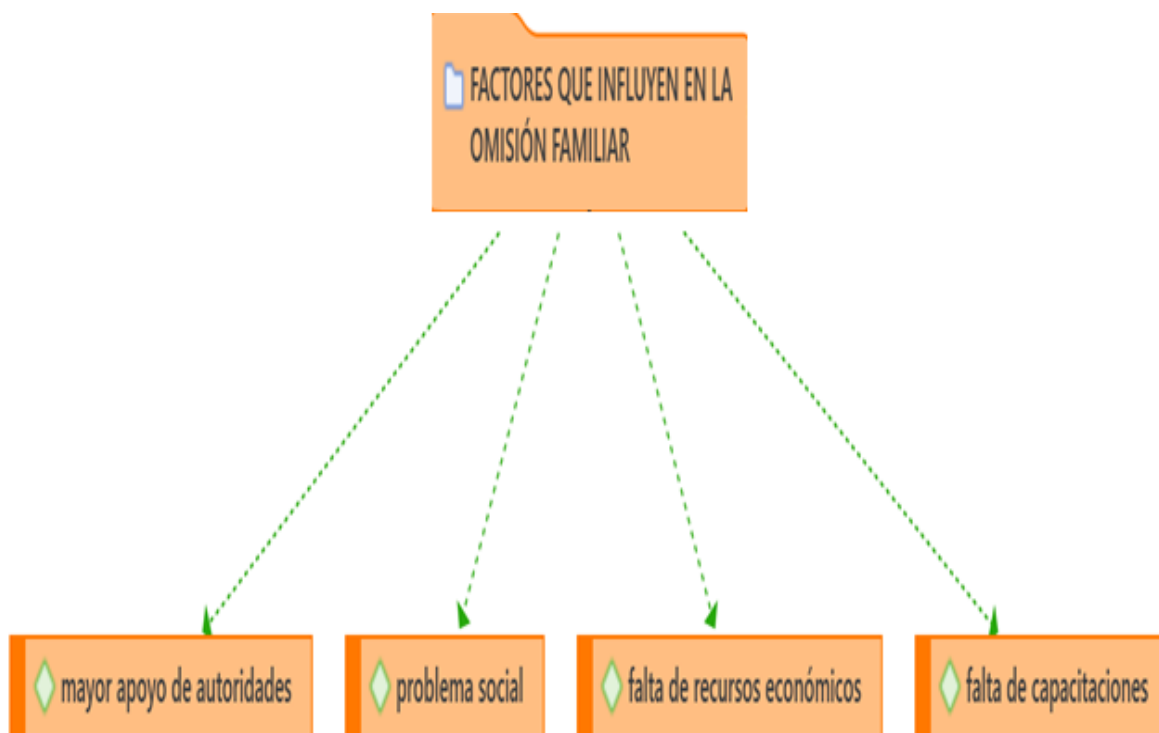 FACTORES QUE INFLUYEN EN LA
OMISIÓN FAMILIAR
mayor apoyo de autoridades
problema social
falta de recursos económicos
falta de capacitaciones